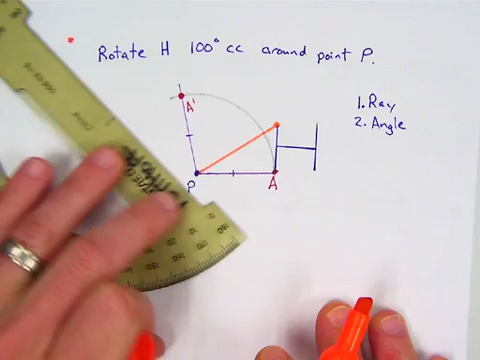 Rotate H 100° cc around point P.
1. Ray
2. Angle
A'
P
A